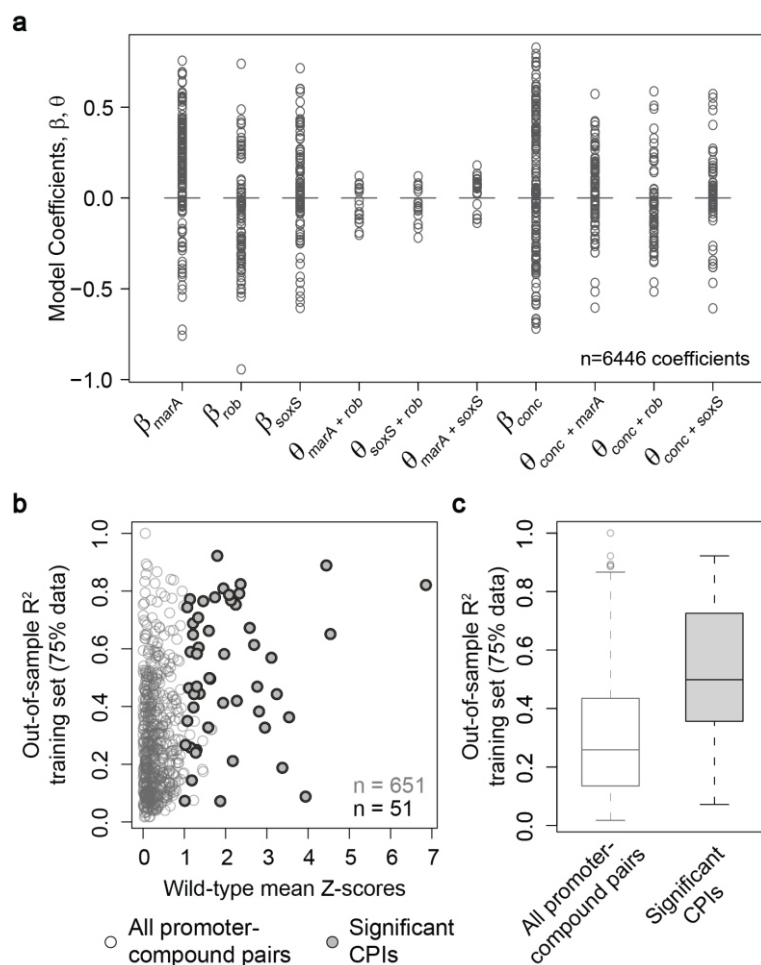 a
Model Coefficients, β, θ
0.5
0.0
−0.5
−1.0
n=6446 coefficients
βmarA
βrob
βsoxS
θmarA + rob
θsoxS + rob
θmarA + soxS
βconc
θconc + marA
θconc + rob
θconc + soxS
b
Out-of-sample R²
training set (75% data)
1.0
0.8
0.6
0.4
0.2
0.0
n = 651
n = 51
0 1 2 3 4 5 6 7
Wild-type mean Z-scores
All promoter-
compound pairs
Significant
CPIs
c
Out-of-sample R²
training set (75% data)
1.0
0.8
0.6
0.4
0.2
0.0
All promoter-
compound pairs
Significant
CPIs